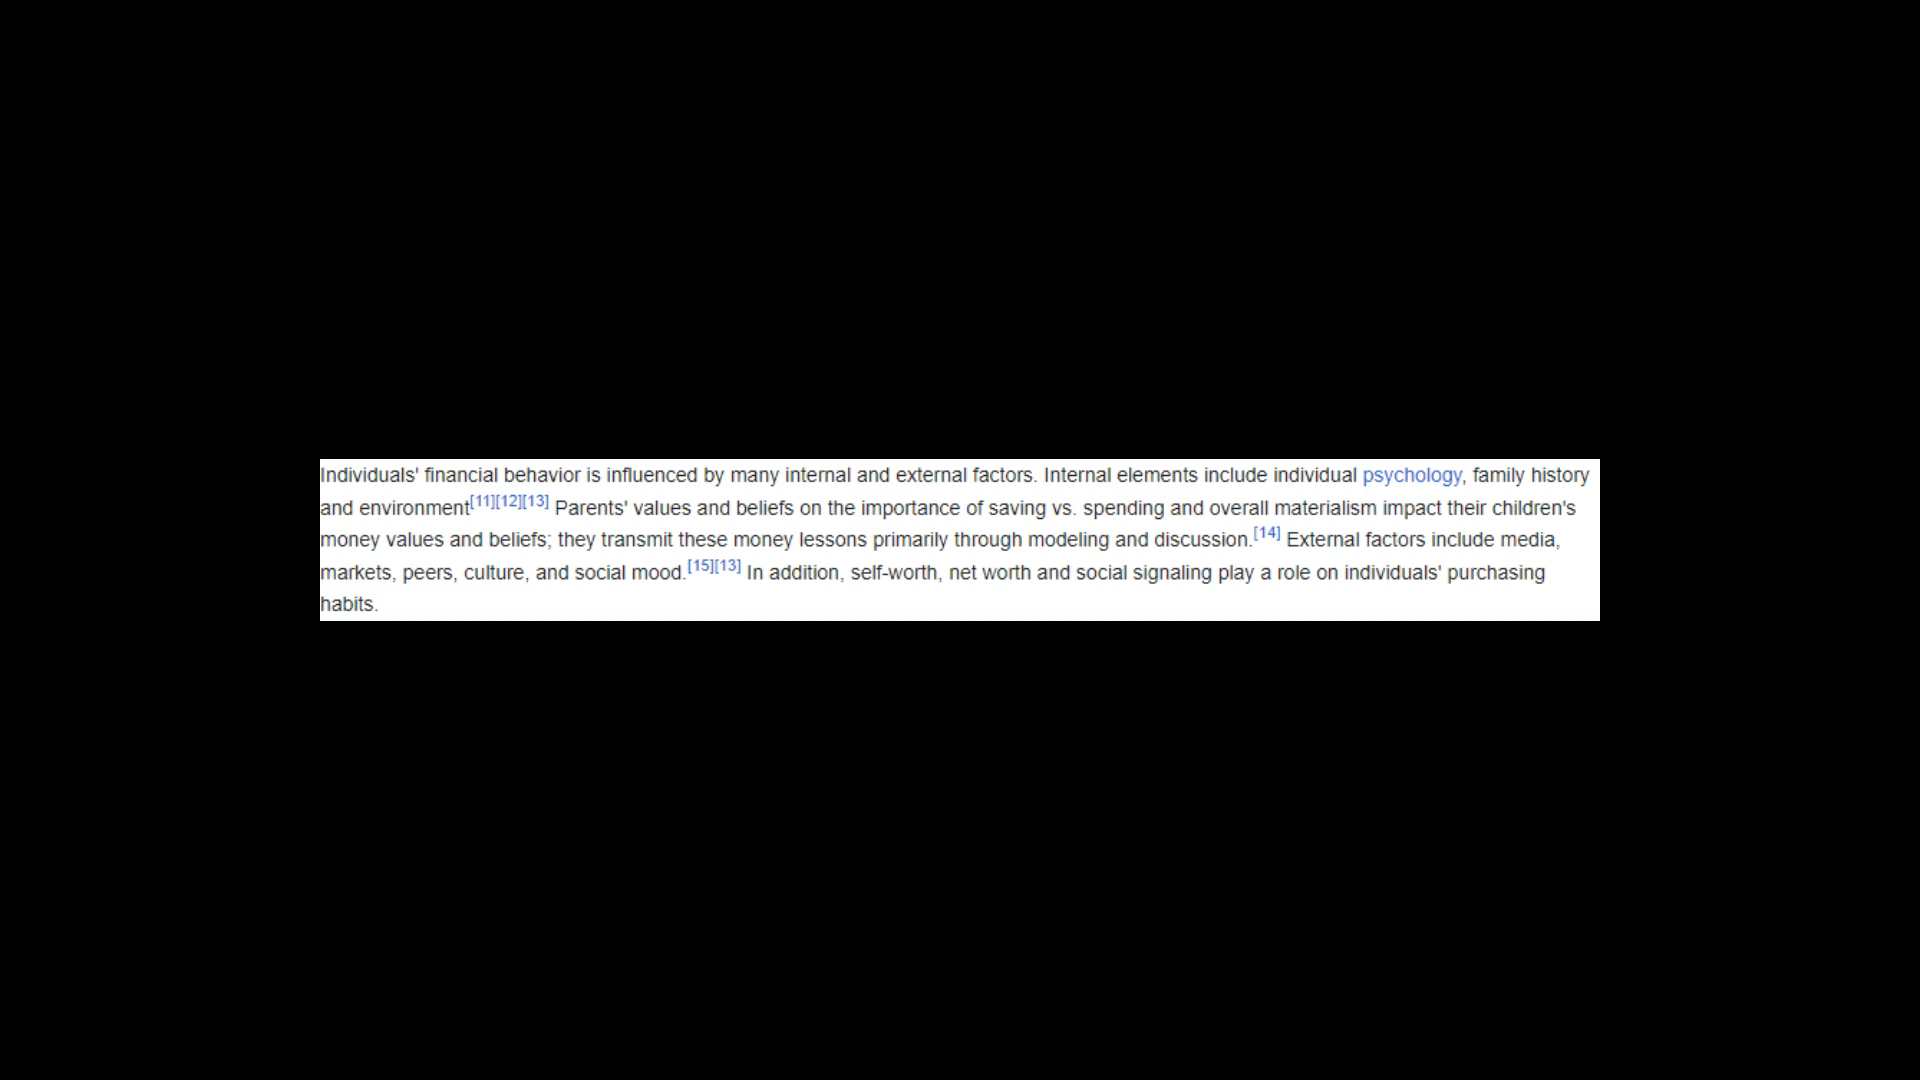 Individuals' financial behavior is influenced by many internal and external factors. Internal elements include individual psychology, family history
and environment[11][12][13] Parents' values and beliefs on the importance of saving vs. spending and overall materialism impact their children's
money values and beliefs; they transmit these money lessons primarily through modeling and discussion.[14] External factors include media,
markets, peers, culture, and social mood.[15][13] In addition, self-worth, net worth and social signaling play a role on individuals' purchasing
habits.